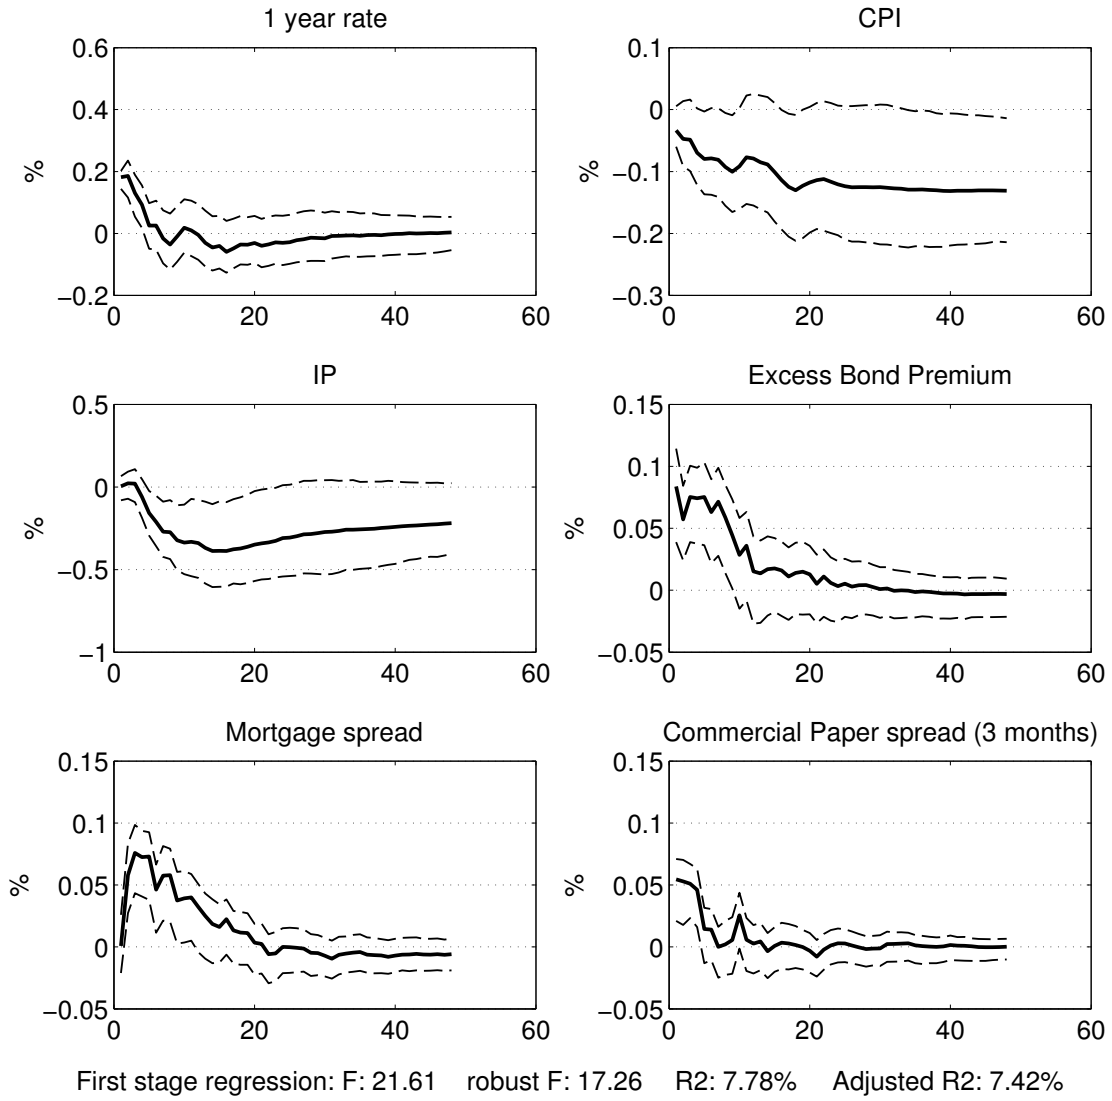 1 year rate
%
0.6
0.4
0.2
0
−0.2
0 20 40 60
CPI
%
0.1
0
−0.1
−0.2
−0.3
0 20 40 60
IP
%
0.5
0
−0.5
−1
0 20 40 60
Excess Bond Premium
%
0.15
0.1
0.05
0
−0.05
0 20 40 60
Mortgage spread
%
0.15
0.1
0.05
0
−0.05
0 20 40 60
Commercial Paper spread (3 months)
%
0.15
0.1
0.05
0
−0.05
0 20 40 60
First stage regression: F: 21.61 robust F: 17.26 R2: 7.78% Adjusted R2: 7.42%